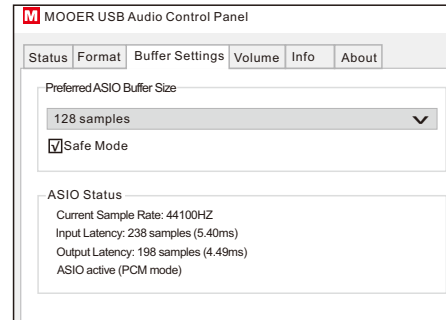 M MOOER USB Audio Control Panel
Status Format Buffer Settings Volume Info About
Preferred ASIO Buffer Size
128 samples
Safe Mode
ASIO Status
Current Sample Rate: 44100HZ
Input Latency: 238 samples (5.40ms)
Output Latency: 198 samples (4.49ms)
ASIO active (PCM mode)